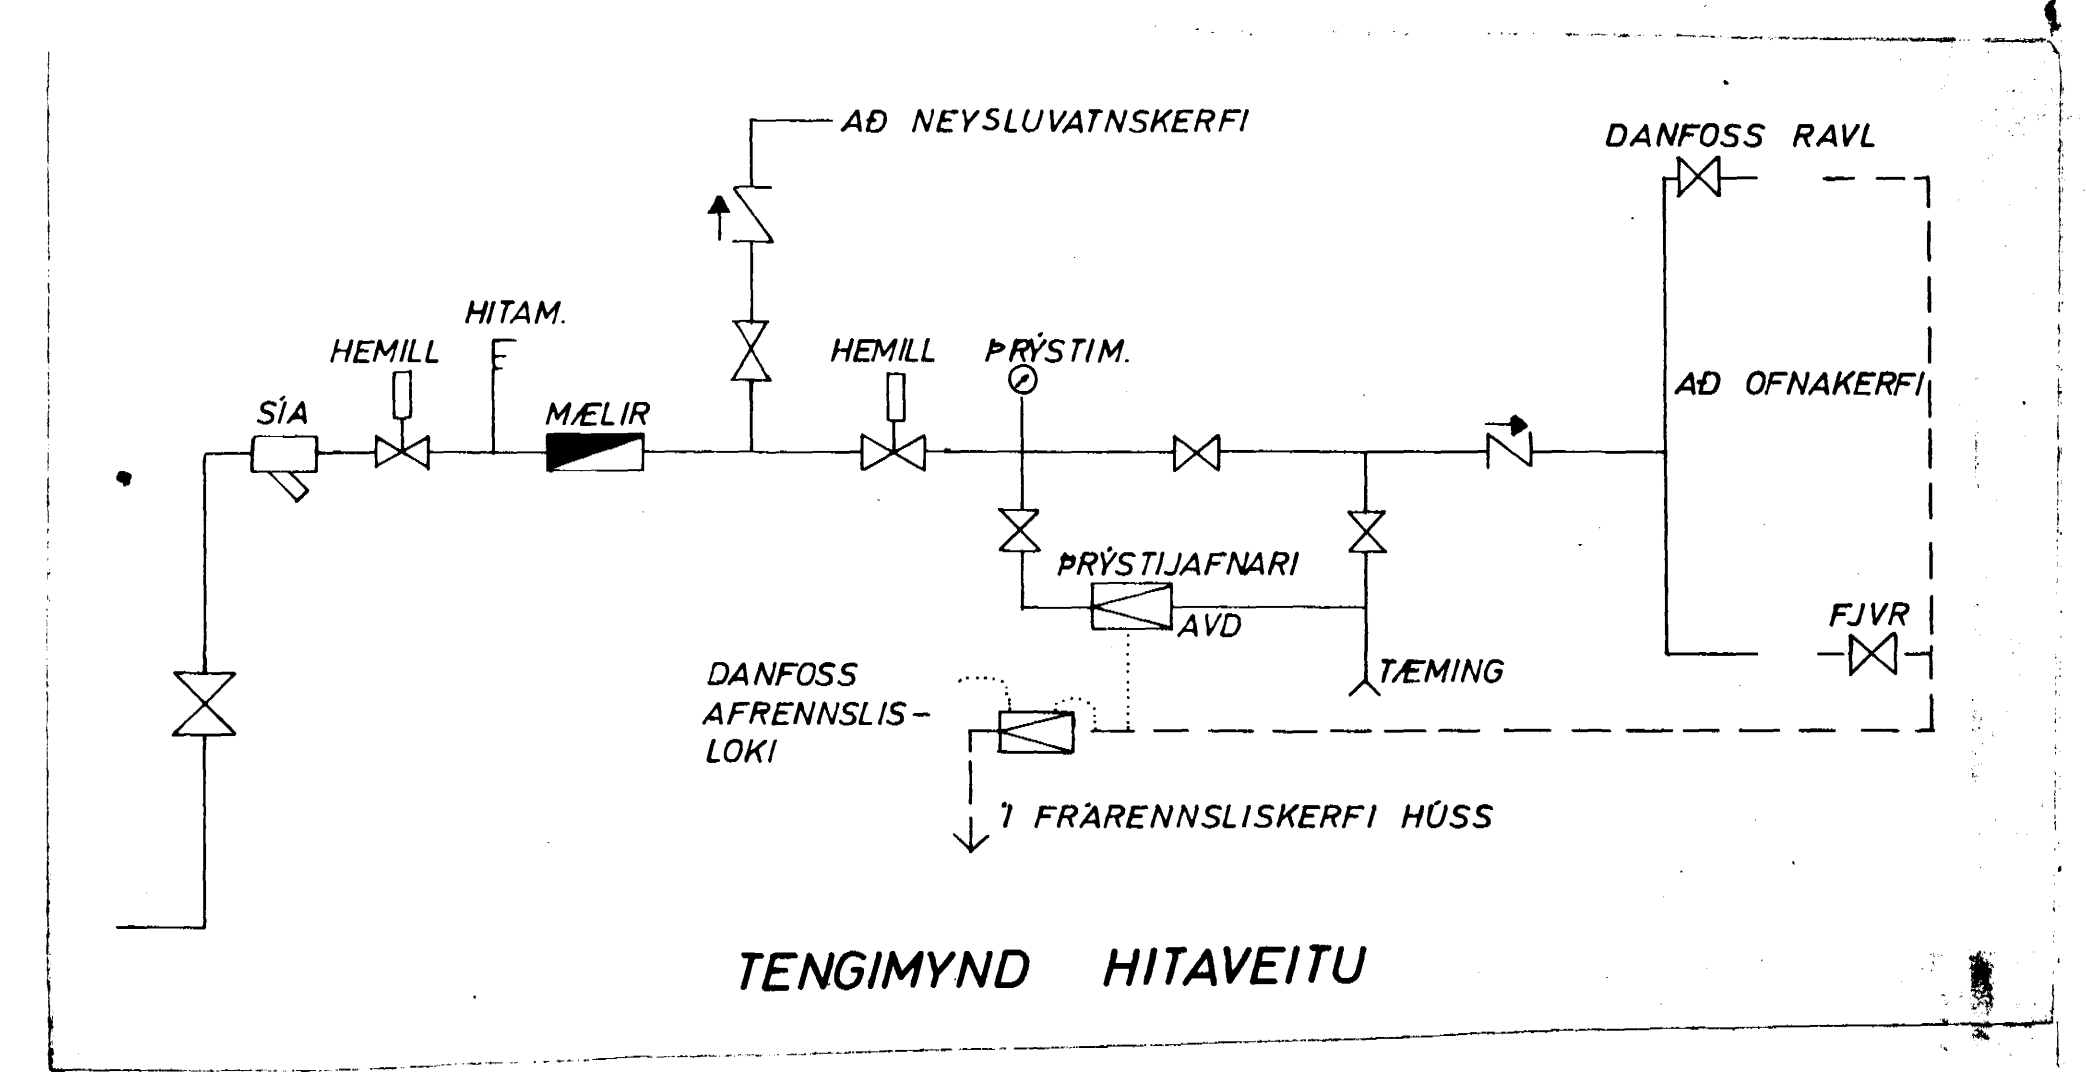 AÐ NEYSLUVATNSKERFI
DANFOSS RAVL
HITAM.
HEMILL
HEMILL
ÞRÝSTIM.
SÍA
MÆLIR
AÐ OFNAKERFI
ÞRÝSTIJAFNARI
AVD
FJVR
DANFOSS
AFRENNSLIS-
LOKI
TÆMING
Í FRÁRENNSLISKERFI HÚSS
TENGIMYND HITAVEITU